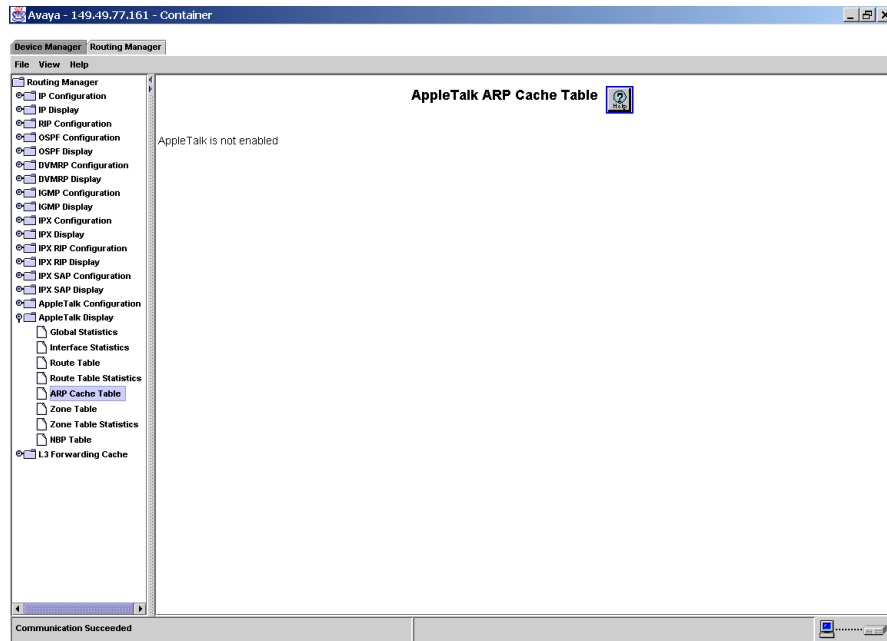 Avaya - 149.49.77.161 - Container
Device Manager Routing Manager
File View Help
Routing Manager
IP Configuration
IP Display
RIP Configuration
OSPF Configuration
OSPF Display
DVMRP Configuration
DVMRP Display
IGMP Configuration
IGMP Display
IPX Configuration
IPX Display
IPX RIP Configuration
IPX RIP Display
IPX SAP Configuration
IPX SAP Display
AppleTalk Configuration
AppleTalk Display
Global Statistics
Interface Statistics
Route Table
Route Table Statistics
ARP Cache Table
Zone Table
Zone Table Statistics
NBP Table
L3 Forwarding Cache
AppleTalk ARP Cache Table
Help
AppleTalk is not enabled
Communication Succeeded